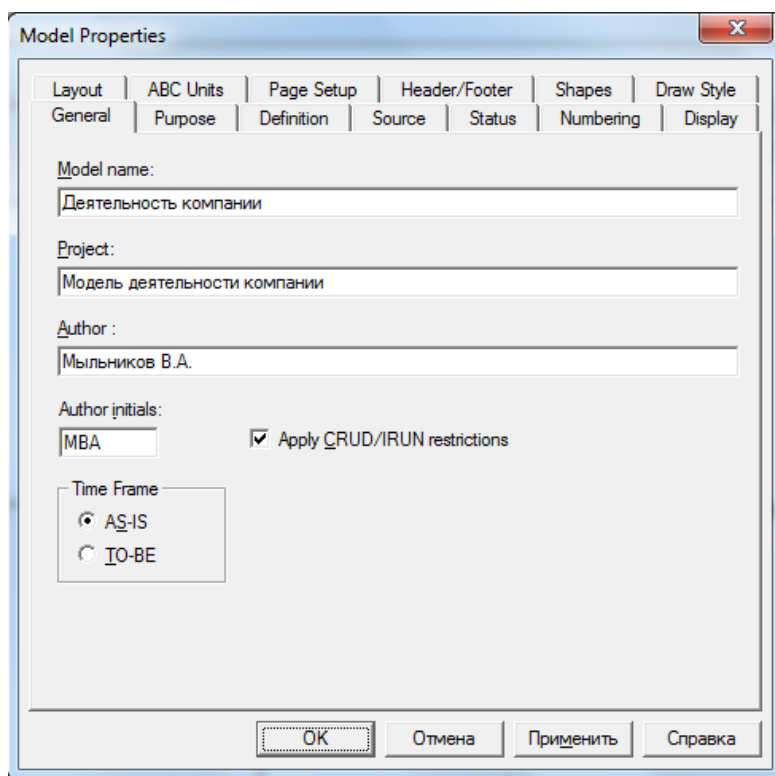 Model Properties
Layout ABC Units Page Setup Header/Footer Shapes Draw Style
General Purpose Definition Source Status Numbering Display
Model name:
Деятельность компании
Project:
Модель деятельности компании
Author :
Мыльников В.А.
Author initials:
МВА Apply CRUD/IRUN restrictions
Time Frame
AS-IS
TO-BE
OK Отмена Применить Справка